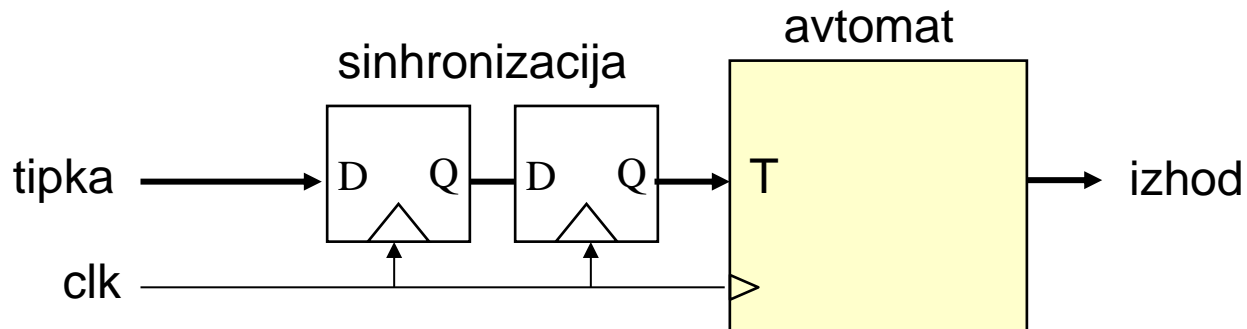 avtomat
sinhronizacija
tipka D Q D Q T izhod
clk